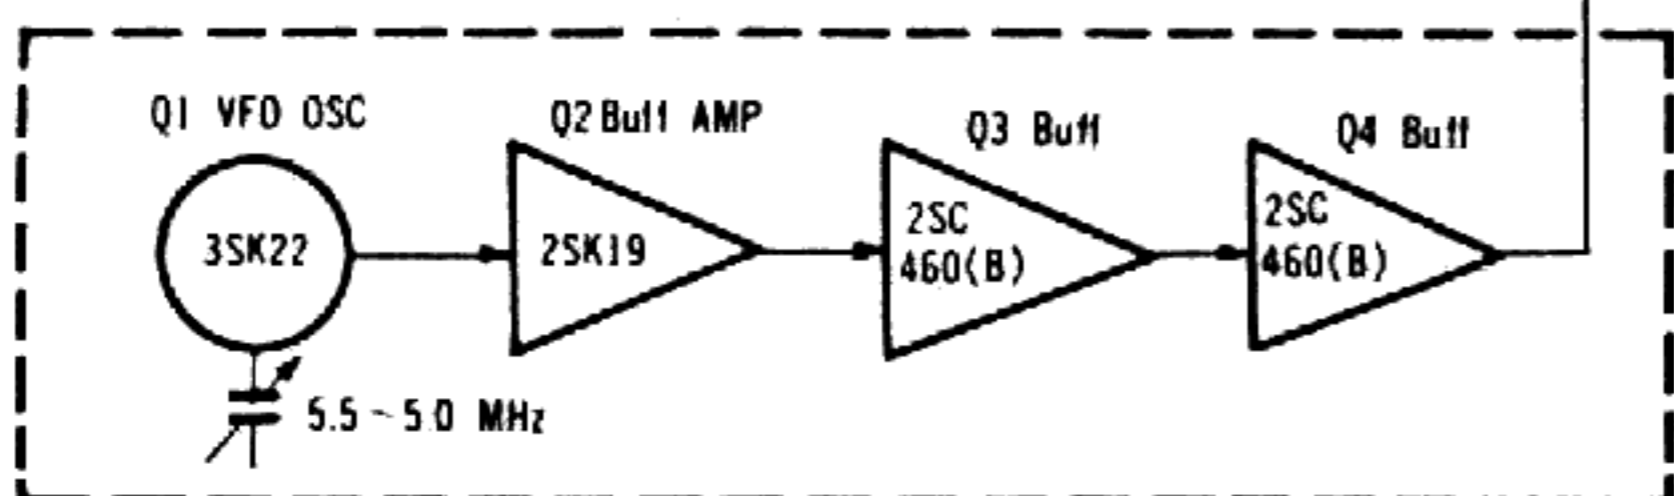 Q1 VFO OSC
Q2 Buff AMP
Q3 Buff
Q4 Buff
3SK22
2SK19
2SC
460(B)
2SC
460(B)
5.5 ~ 5.0 MHz